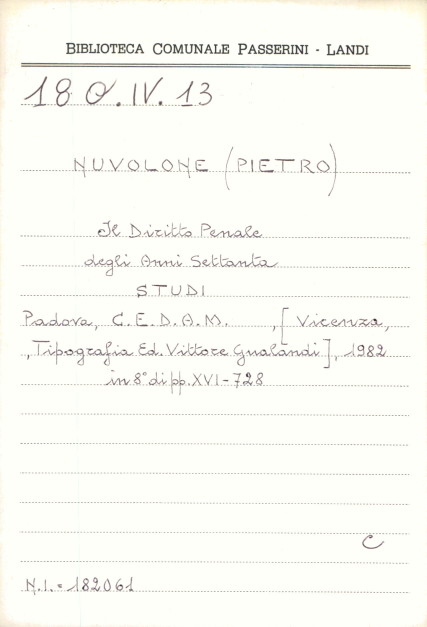 BIBLIOTECA COMUNALE PASSERINI - LANDI
18 O. IV. 13
NUVOLONE (PIETRO)
Il Diritto Penale
degli Anni Settanta
STUDI
Padova, C.E.D.A.M. , [Vicenza,
,Tipografia Ed. Vittore Gualandi], 1982
in 8° di pp. XVI-728
C
N.I. = 182061